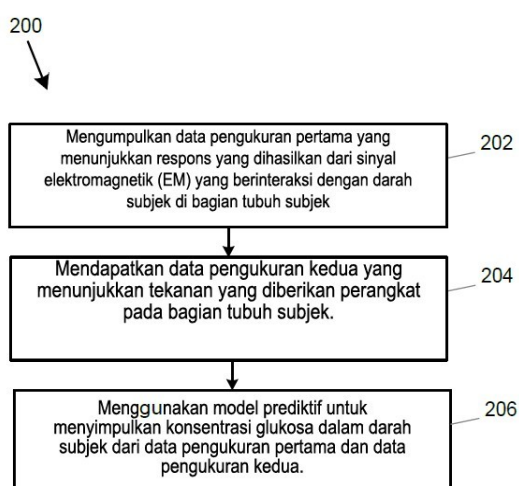 200
Mengumpulkan data pengukuran pertama yang
menunjukkan respons yang dihasilkan dari sinyal
elektromagnetik (EM) yang berinteraksi dengan darah
subjek di bagian tubuh subjek
202
Mendapatkan data pengukuran kedua yang
menunjukkan tekanan yang diberikan perangkat
pada bagian tubuh subjek.
204
Menggunakan model prediktif untuk
menyimpulkan konsentrasi glukosa dalam darah
subjek dari data pengukuran pertama dan data
pengukuran kedua.
206